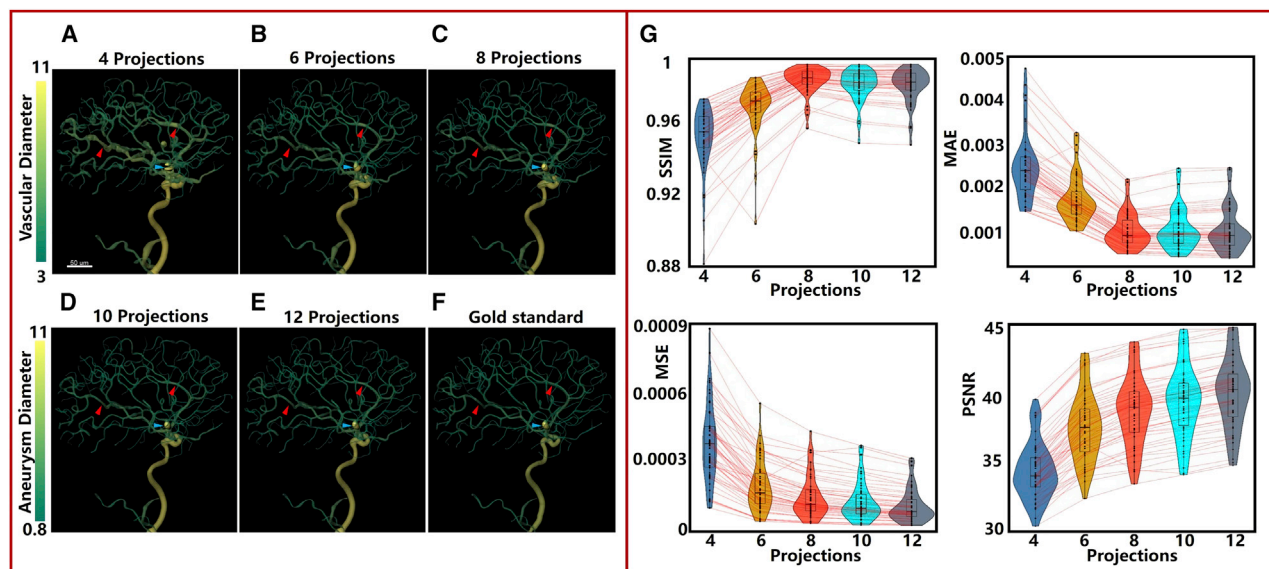 A
B
C
4 Projections
6 Projections
8 Projections
11
Vascular Diameter
3
50 μm
D
E
F
10 Projections
12 Projections
Gold standard
11
Aneurysm Diameter
0.8
G
1
0.96
0.92
0.88
SSIM
4 6 8 10 12
Projections
0.005
0.004
0.003
0.002
0.001
MAE
4 6 8 10 12
Projections
0.0009
0.0006
0.0003
0
MSE
4 6 8 10 12
Projections
45
40
35
30
PSNR
4 6 8 10 12
Projections